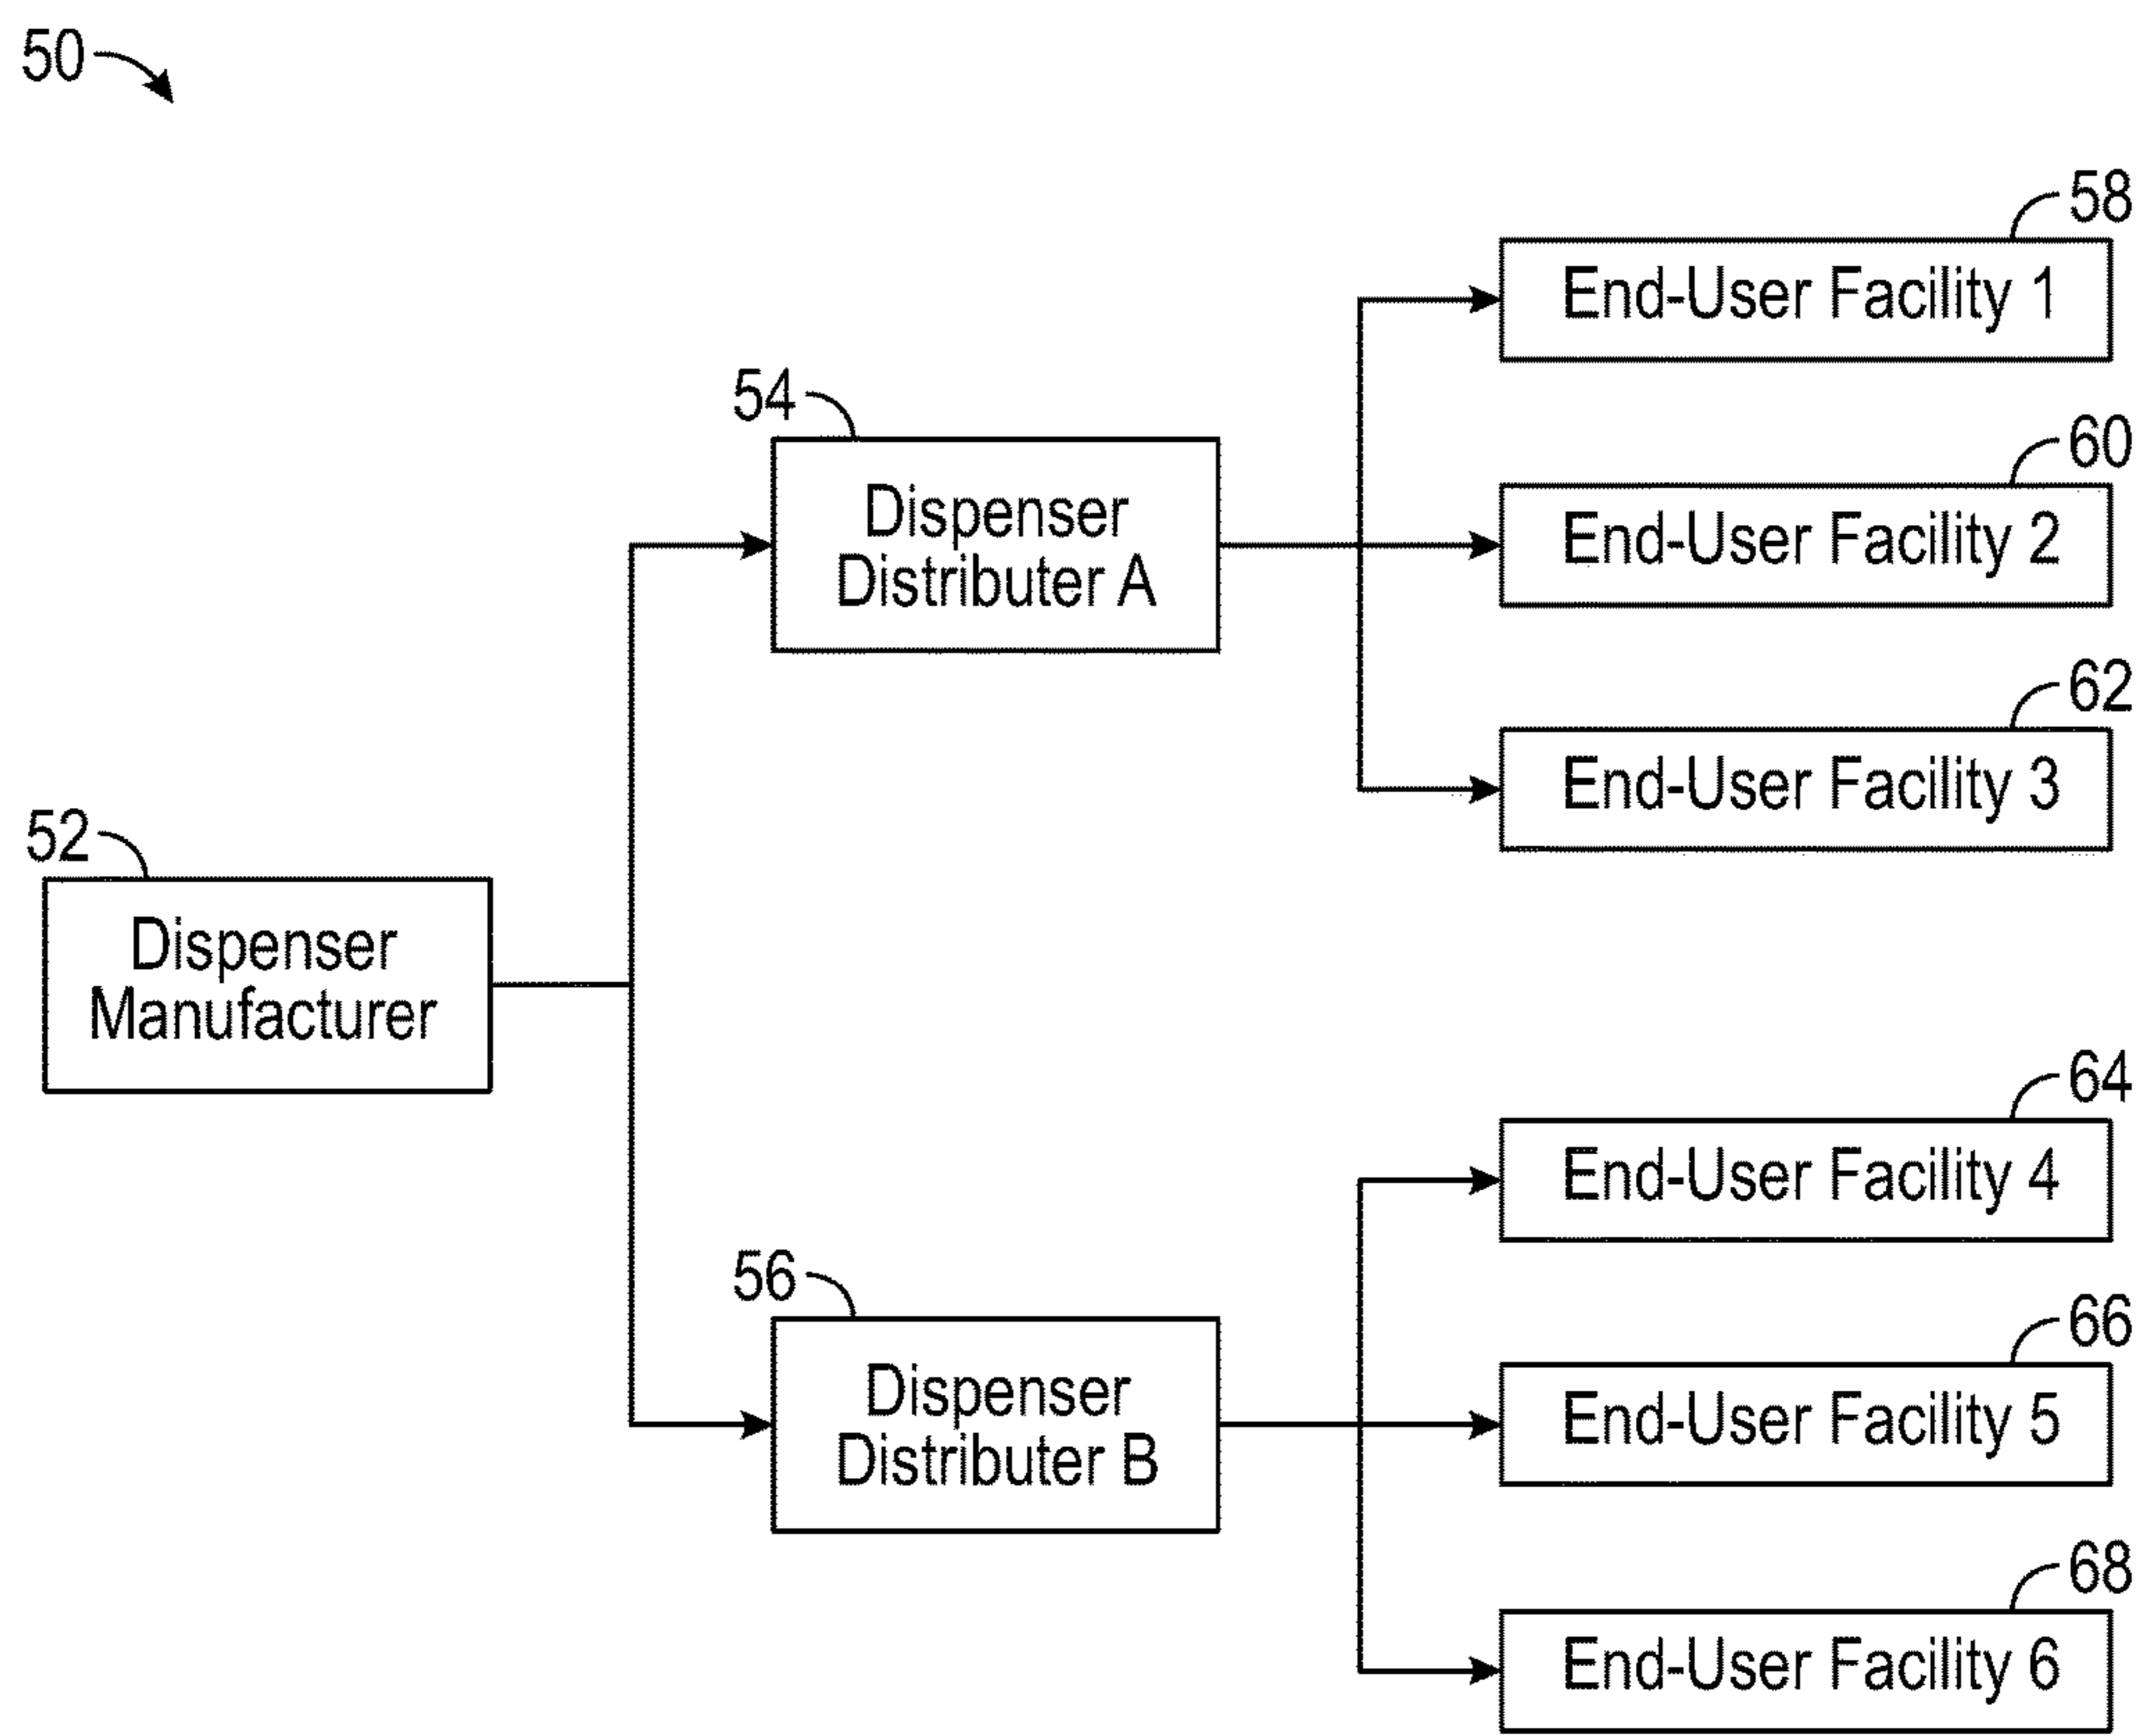 50
58
End-User Facility 1
54
60
Dispenser
Distributer A
End-User Facility 2
62
End-User Facility 3
52
Dispenser
Manufacturer
64
End-User Facility 4
56
66
Dispenser
Distributer B
End-User Facility 5
68
End-User Facility 6